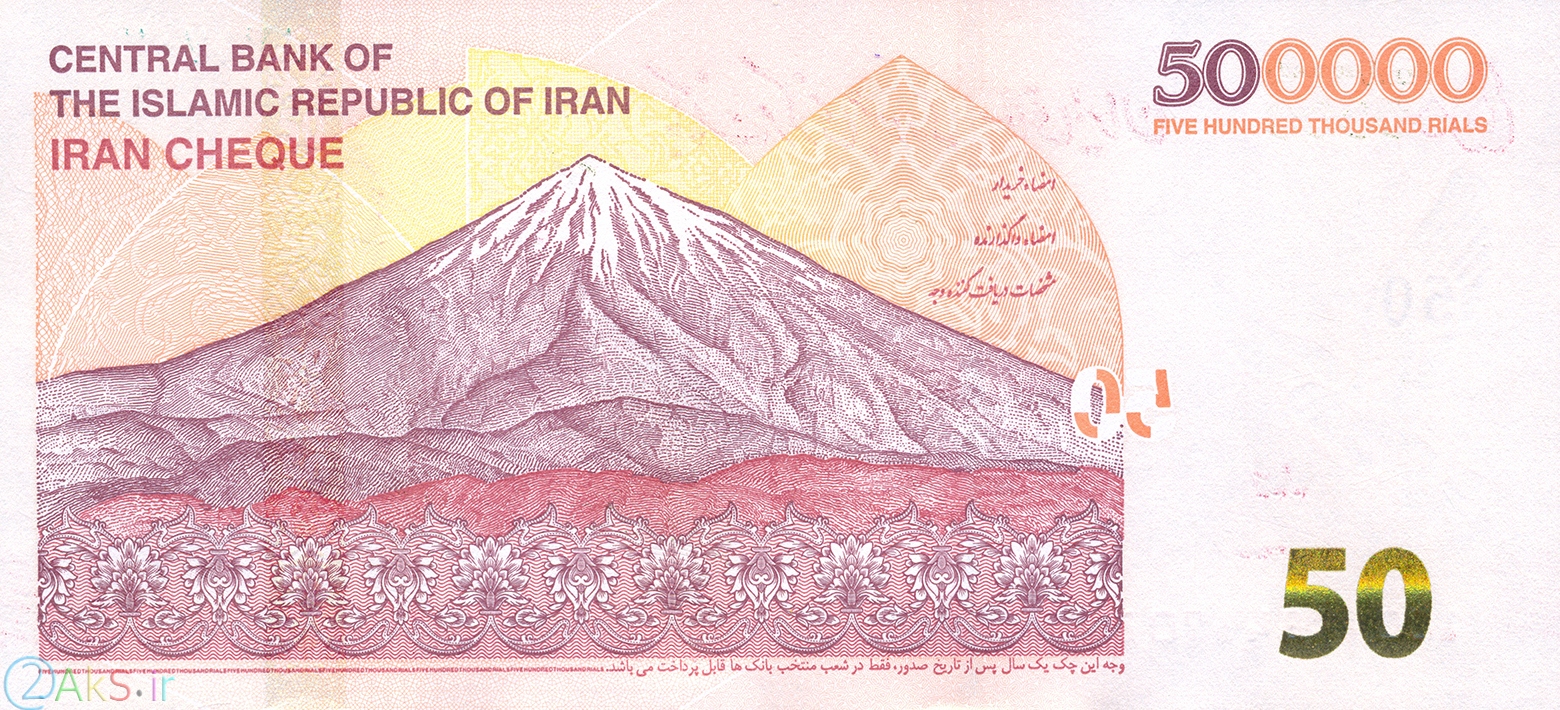 CENTRAL BANK OF
THE ISLAMIC REPUBLIC OF IRAN
IRAN CHEQUE
500000
FIVE HUNDRED THOUSAND RIALS
امضاء خریدار
امضاء واگذارنده
مشخصات دریافت کننده وجه
50
FIVEHUNDREDTHOUSANDRIALSFIVEHUNDREDTHOUSANDRIALSFIVEHUNDREDTHOUSANDRIALSFIVEHUNDREDTHOUSANDRIALSFIVEHUNDREDTHOUSANDRIALSFIVEHUNDREDTHOUSANDRIALS
وجه این چک یک سال پس از تاریخ صدور، فقط در شعب منتخب بانک ها قابل پرداخت می باشد.
2Aks.ir